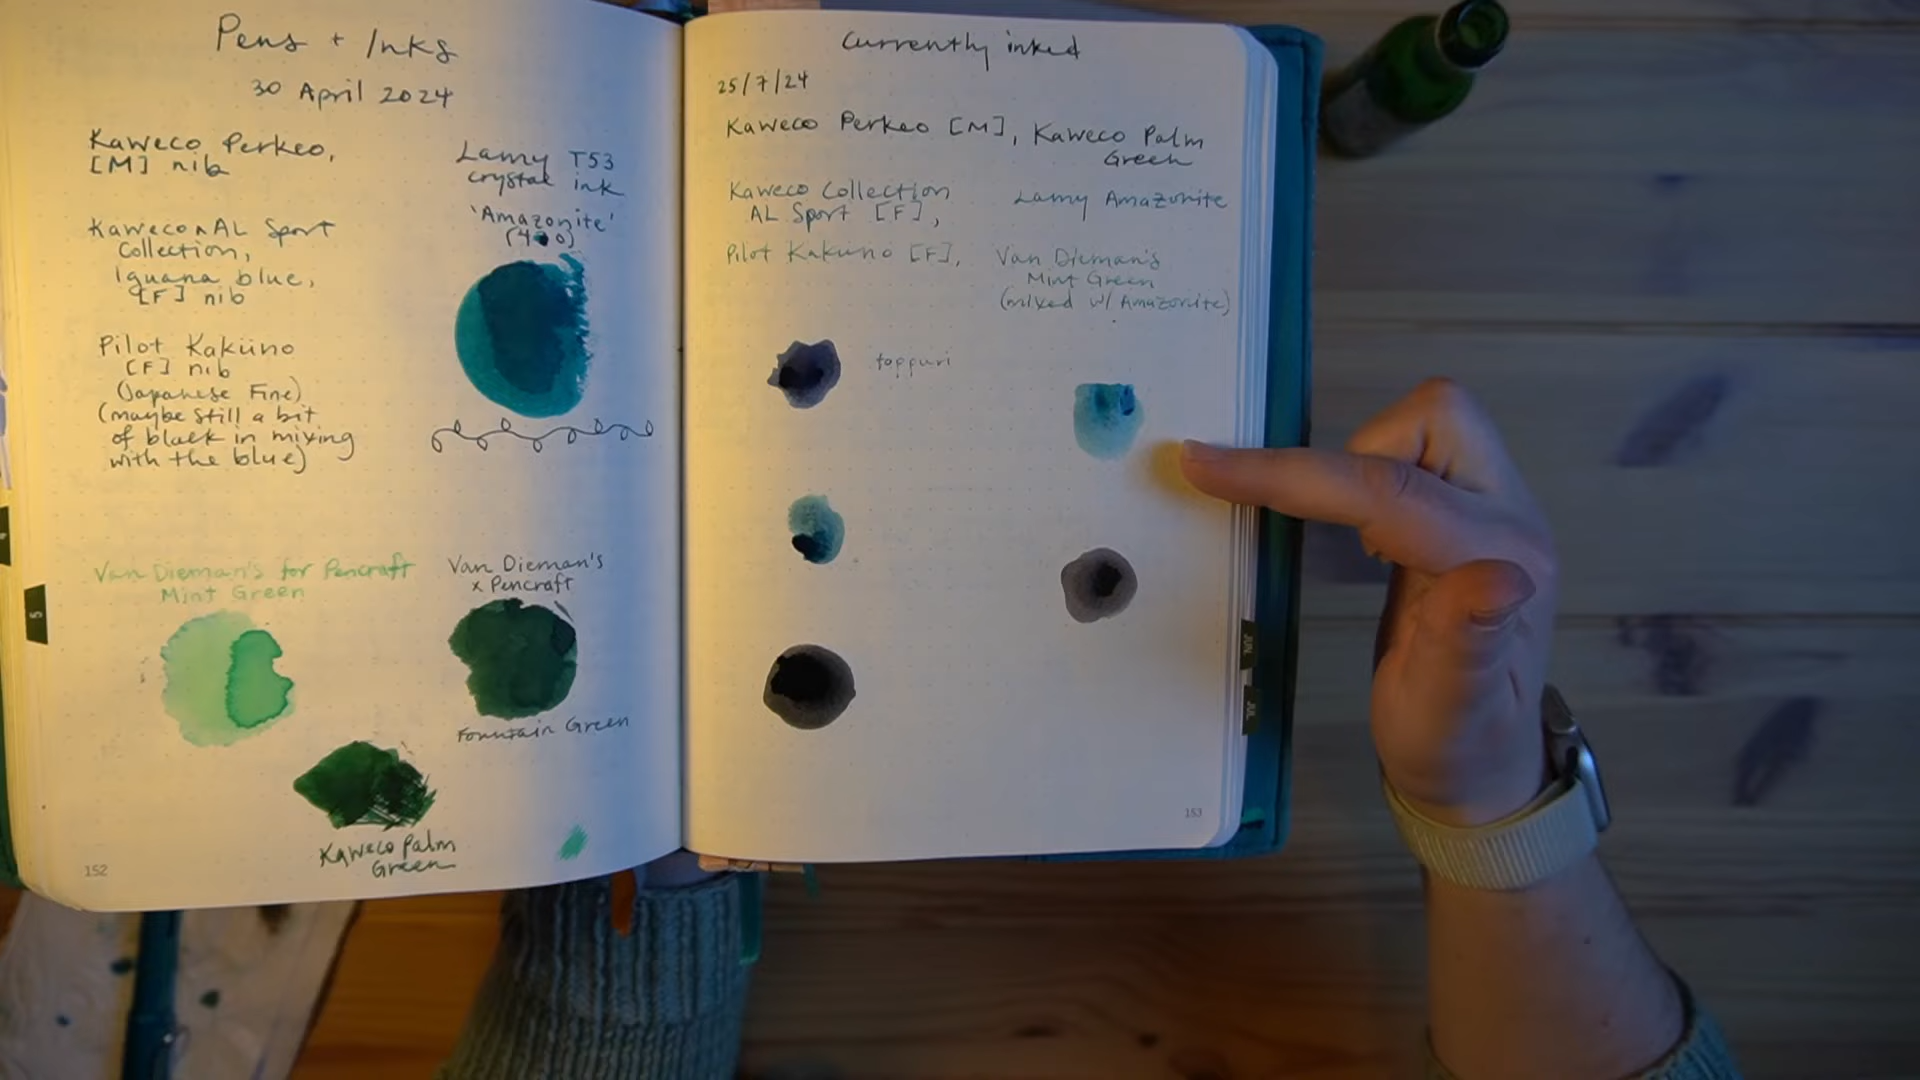 Pens + Inks
30 April 2024
Kaweco Perkeo,
[M] nib
Kaweco AL Sport
Collection,
Iguana blue,
[F] nib
Pilot Kakuno
[F] nib
(Japanese Fine)
(maybe still a bit
of black in mixing
with the blue)
Lamy T53
crystal ink
'Amazonite'
Van Dieman's for Pencraft
Mint Green
Van Dieman's
x Pencraft
Fountain Green
Kaweco Palm
Green
152
5
Currently inked
25/7/24
Kaweco Perkeo [M], Kaweco Palm
Green
Kaweco Collection
AL Sport [F],
Lamy Amazonite
Pilot Kakuno [F],
Van Dieman's
Mint Green
(mixed w/ Amazonite)
153
JUN
JUL